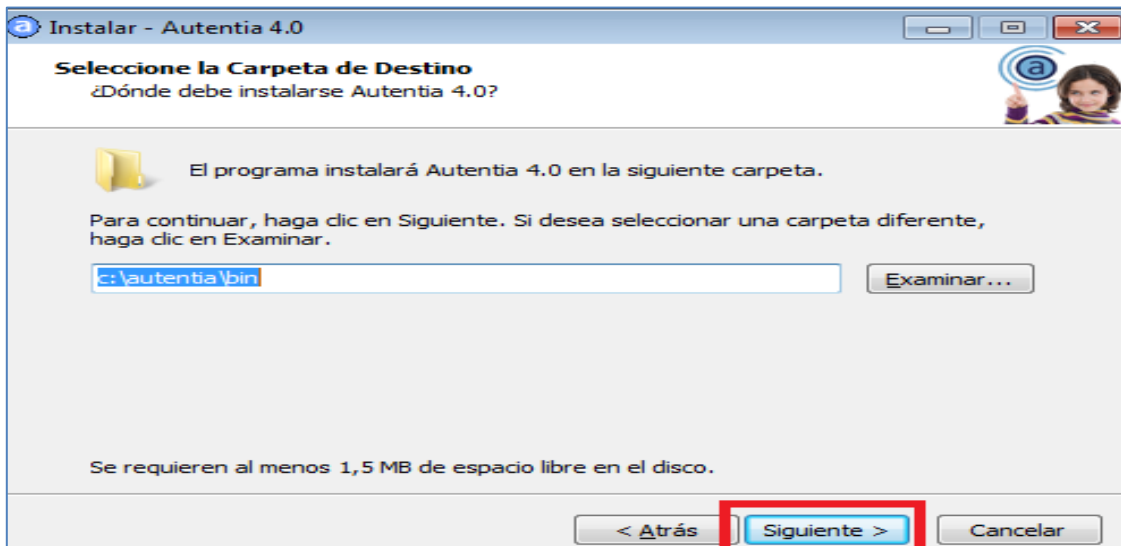 Instalar - Autentia 4.0
Seleccione la Carpeta de Destino
¿Dónde debe instalarse Autentia 4.0?
El programa instalará Autentia 4.0 en la siguiente carpeta.
Para continuar, haga clic en Siguiente. Si desea seleccionar una carpeta diferente,
haga clic en Examinar.
c:\autentia\bin
Examinar...
Se requieren al menos 1,5 MB de espacio libre en el disco.
< Atrás
Siguiente >
Cancelar